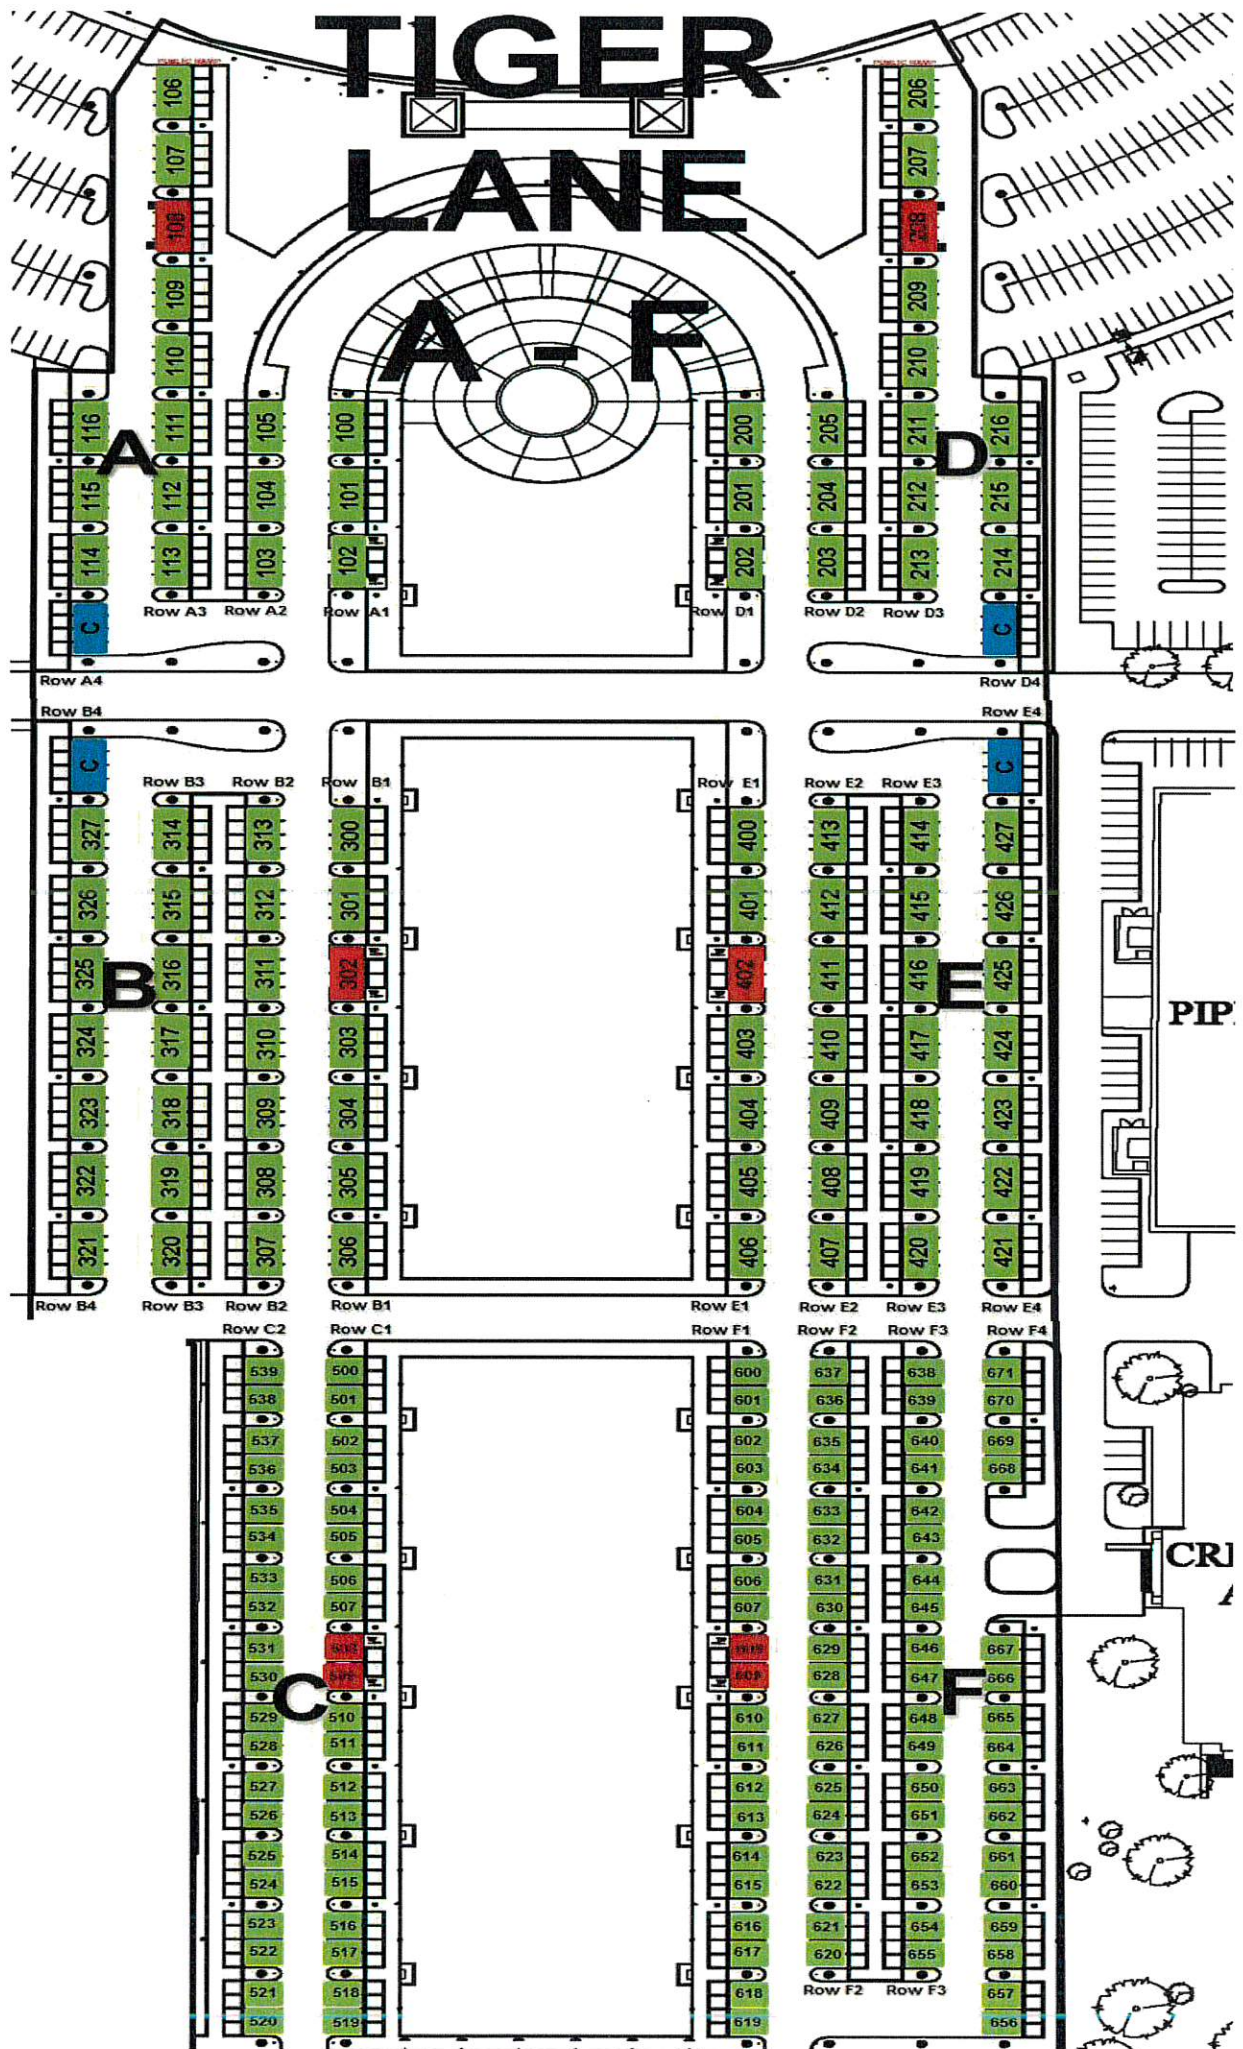 TIGER
LANE
A - F
PUBLIC RAMP
106
107
108
109
110
206
207
208
209
210
116 111 105 100 200 205 211 216
A D
115 112 104 101 201 204 212 215
114 113 103 102 202 203 213 214
Row A3 Row A2 Row A1 Row D1 Row D2 Row D3
C C
Row A4 Row D4
Row B4 Row E4
C C
Row B3 Row B2 Row B1 Row E1 Row E2 Row E3
327 314 313 300 400 413 414 427
326 315 312 301 401 412 415 426
325 316 311 302 402 411 416 425
B E
324 317 310 303 403 410 417 424
PIP
323 318 309 304 404 409 418 423
322 319 308 305 405 408 419 422
321 320 307 306 406 407 420 421
Row B4 Row B3 Row B2 Row B1 Row E1 Row E2 Row E3 Row E4
Row C2 Row C1 Row F1 Row F2 Row F3 Row F4
539 500 600 637 638 671
538 501 601 636 639 670
537 502 602 635 640 669
536 503 603 634 641 668
535 504 604 633 642
534 505 605 632 643
CRE
533 506 606 631 644
532 507 607 630 645
531 629 646 667
530 628 647 666
C F
529 510 610 627 648 665
528 511 611 626 649 664
527 512 612 625 650 663
526 513 613 624 651 662
525 514 614 623 652 661
524 515 615 622 653 660
523 516 616 621 654 659
522 517 617 620 655 658
Row F2 Row F3
521 518 618 657
520 519 619 656